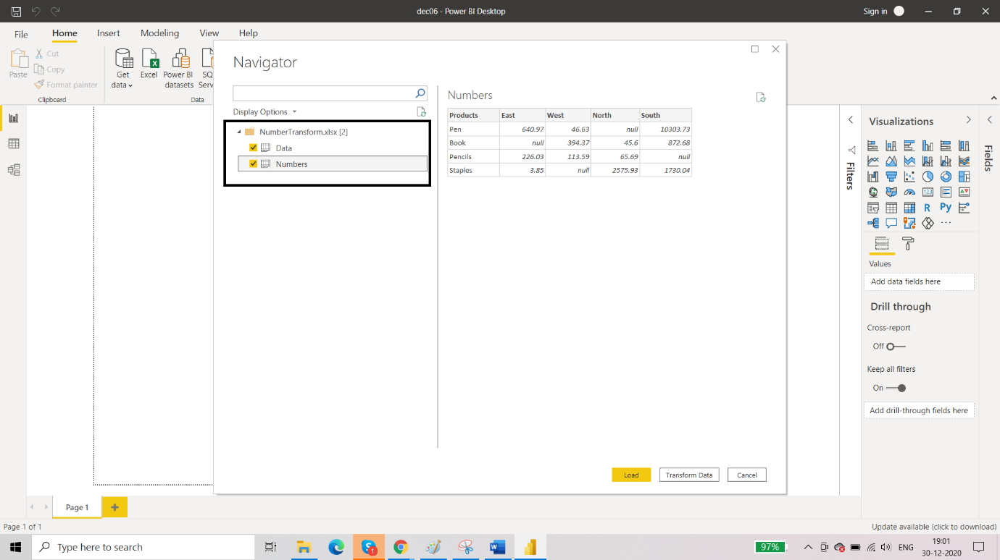 dec06 - Power BI Desktop
Sign in
File
Home
Insert
Modeling
View
Help
Paste
Cut
Copy
Format painter
Clipboard
Get data
Excel
Power BI datasets
SQ
Serv
Data
Navigator
Display Options
NumberTransform.xlsx [2]
Data
Numbers
Numbers
Products East West North South
Pen 640.97 46.63 null 10303.73
Book null 394.37 45.6 872.68
Pencils 226.03 113.59 65.69 null
Staples 3.85 null 2575.93 1730.04
Load
Transform Data
Cancel
Filters
Visualizations
123
R
Py
...
Values
Add data fields here
Drill through
Cross-report
Off
Keep all filters
On
Add drill-through fields here
Fields
Page 1
Page 1 of 1
Update available (click to download)
Type here to search
1
97%
ENG
19:01
30-12-2020